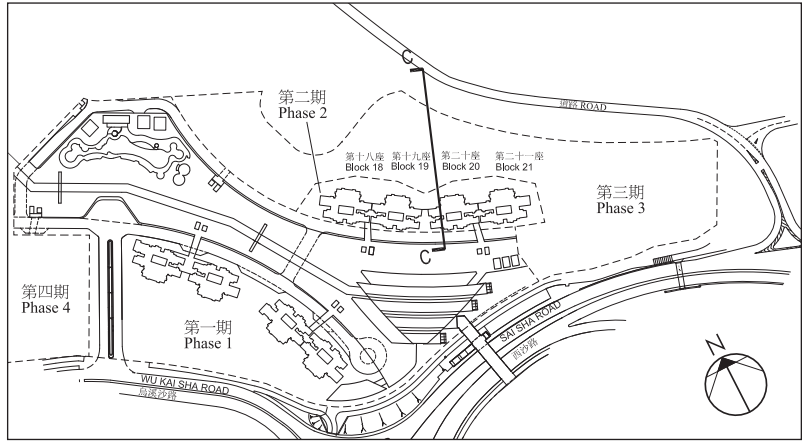 C
道路 ROAD
第二期
Phase 2
第十八座
Block 18
第十九座
Block 19
第二十座
Block 20
第二十一座
Block 21
第三期
Phase 3
C
第四期
Phase 4
第一期
Phase 1
SAI SHA ROAD
西沙路
WU KAI SHA ROAD
烏溪沙路
N